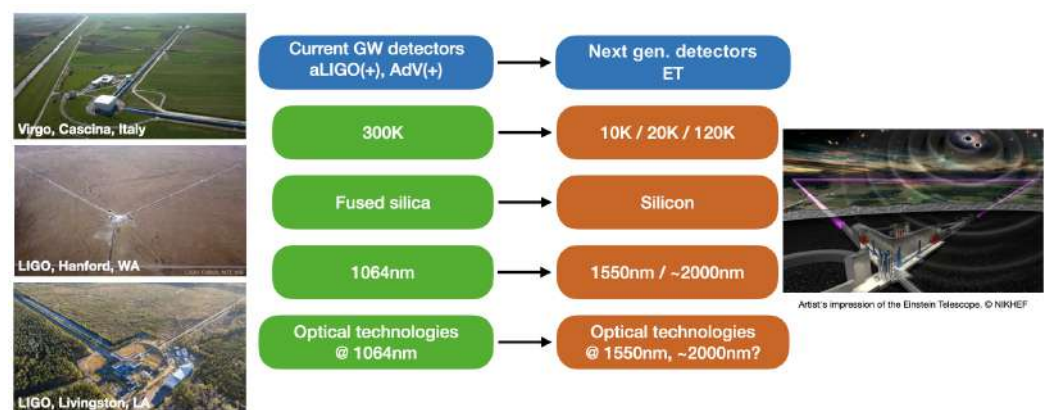 Virgo, Cascina, Italy
LIGO, Hanford, WA
LIGO, Livingston, LA
Current GW detectors
aLIGO(+), AdV(+)
Next gen. detectors
ET
300K
10K / 20K / 120K
Fused silica
Silicon
1064nm
1550nm / ~2000nm
Optical technologies
@ 1064nm
Optical technologies
@ 1550nm, ~2000nm?
Artist's impression of the Einstein Telescope. © NIKHEF